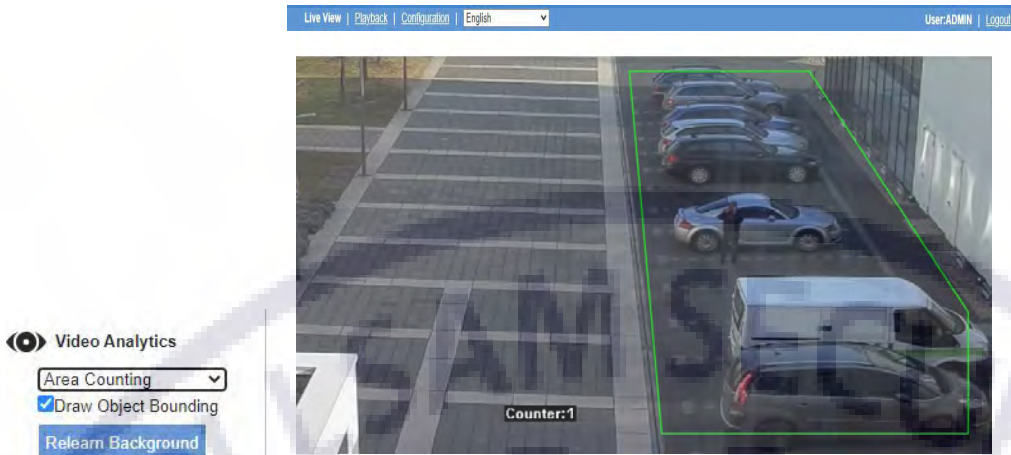 Live View | Playback | Configuration | English
User:ADMIN | Logout
Video Analytics
Area Counting
Draw Object Bounding
Relearn Background
Counter:1